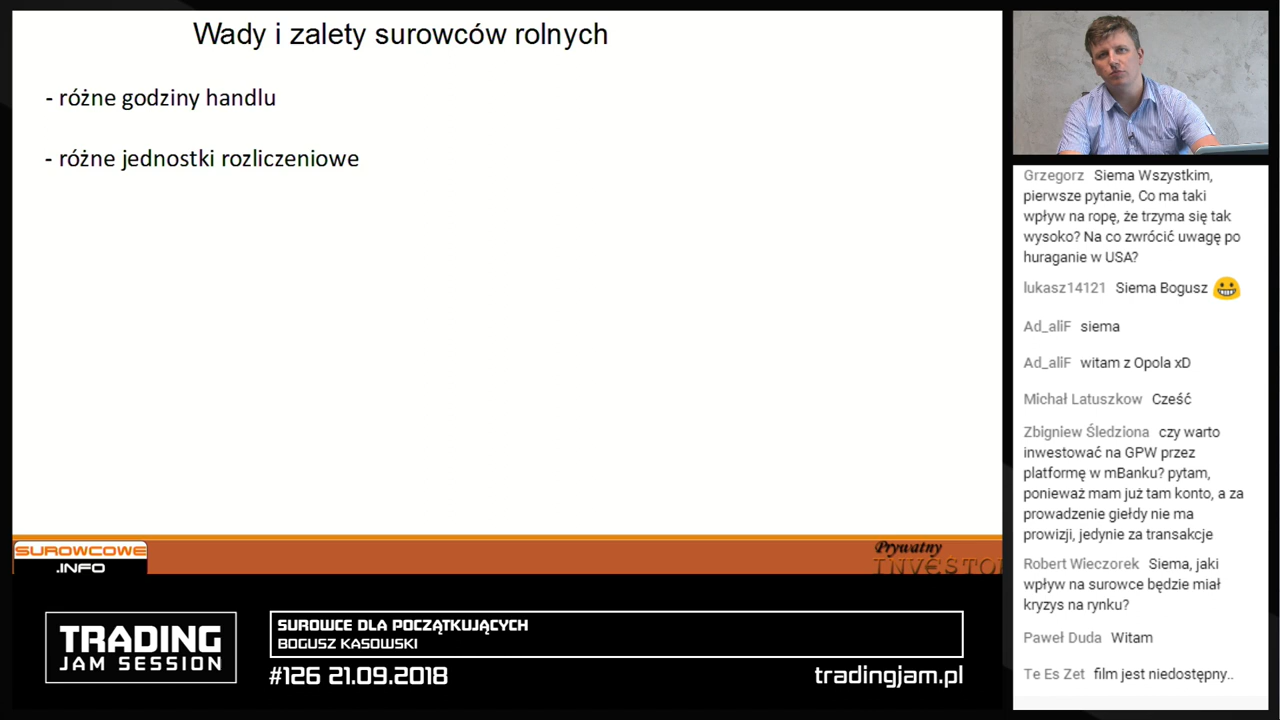 Wady i zalety surowców rolnych
- różne godziny handlu
- różne jednostki rozliczeniowe
SUROWCOWE
.INFO
Prywatny
INVESTO
TRADING
JAM SESSION
SUROWCE DLA POCZĄTKUJĄCYCH
BOGUSZ KASOWSKI
#126 21.09.2018
tradingjam.pl
Grzegorz Siema Wszystkim,
pierwsze pytanie, Co ma taki
wpływ na ropę, że trzyma się tak
wysoko? Na co zwrócić uwagę po
huraganie w USA?
lukasz14121 Siema Bogusz
Ad_aliF siema
Ad_aliF witam z Opola xD
Michał Latuszkow Cześć
Zbigniew Śledziona czy warto
inwestować na GPW przez
platformę w mBanku? pytam,
ponieważ mam już tam konto, a za
prowadzenie giełdy nie ma
prowizji, jedynie za transakcje
Robert Wieczorek Siema, jaki
wpływ na surowce będzie miał
kryzys na rynku?
Paweł Duda Witam
Te Es Zet film jest niedostępny..